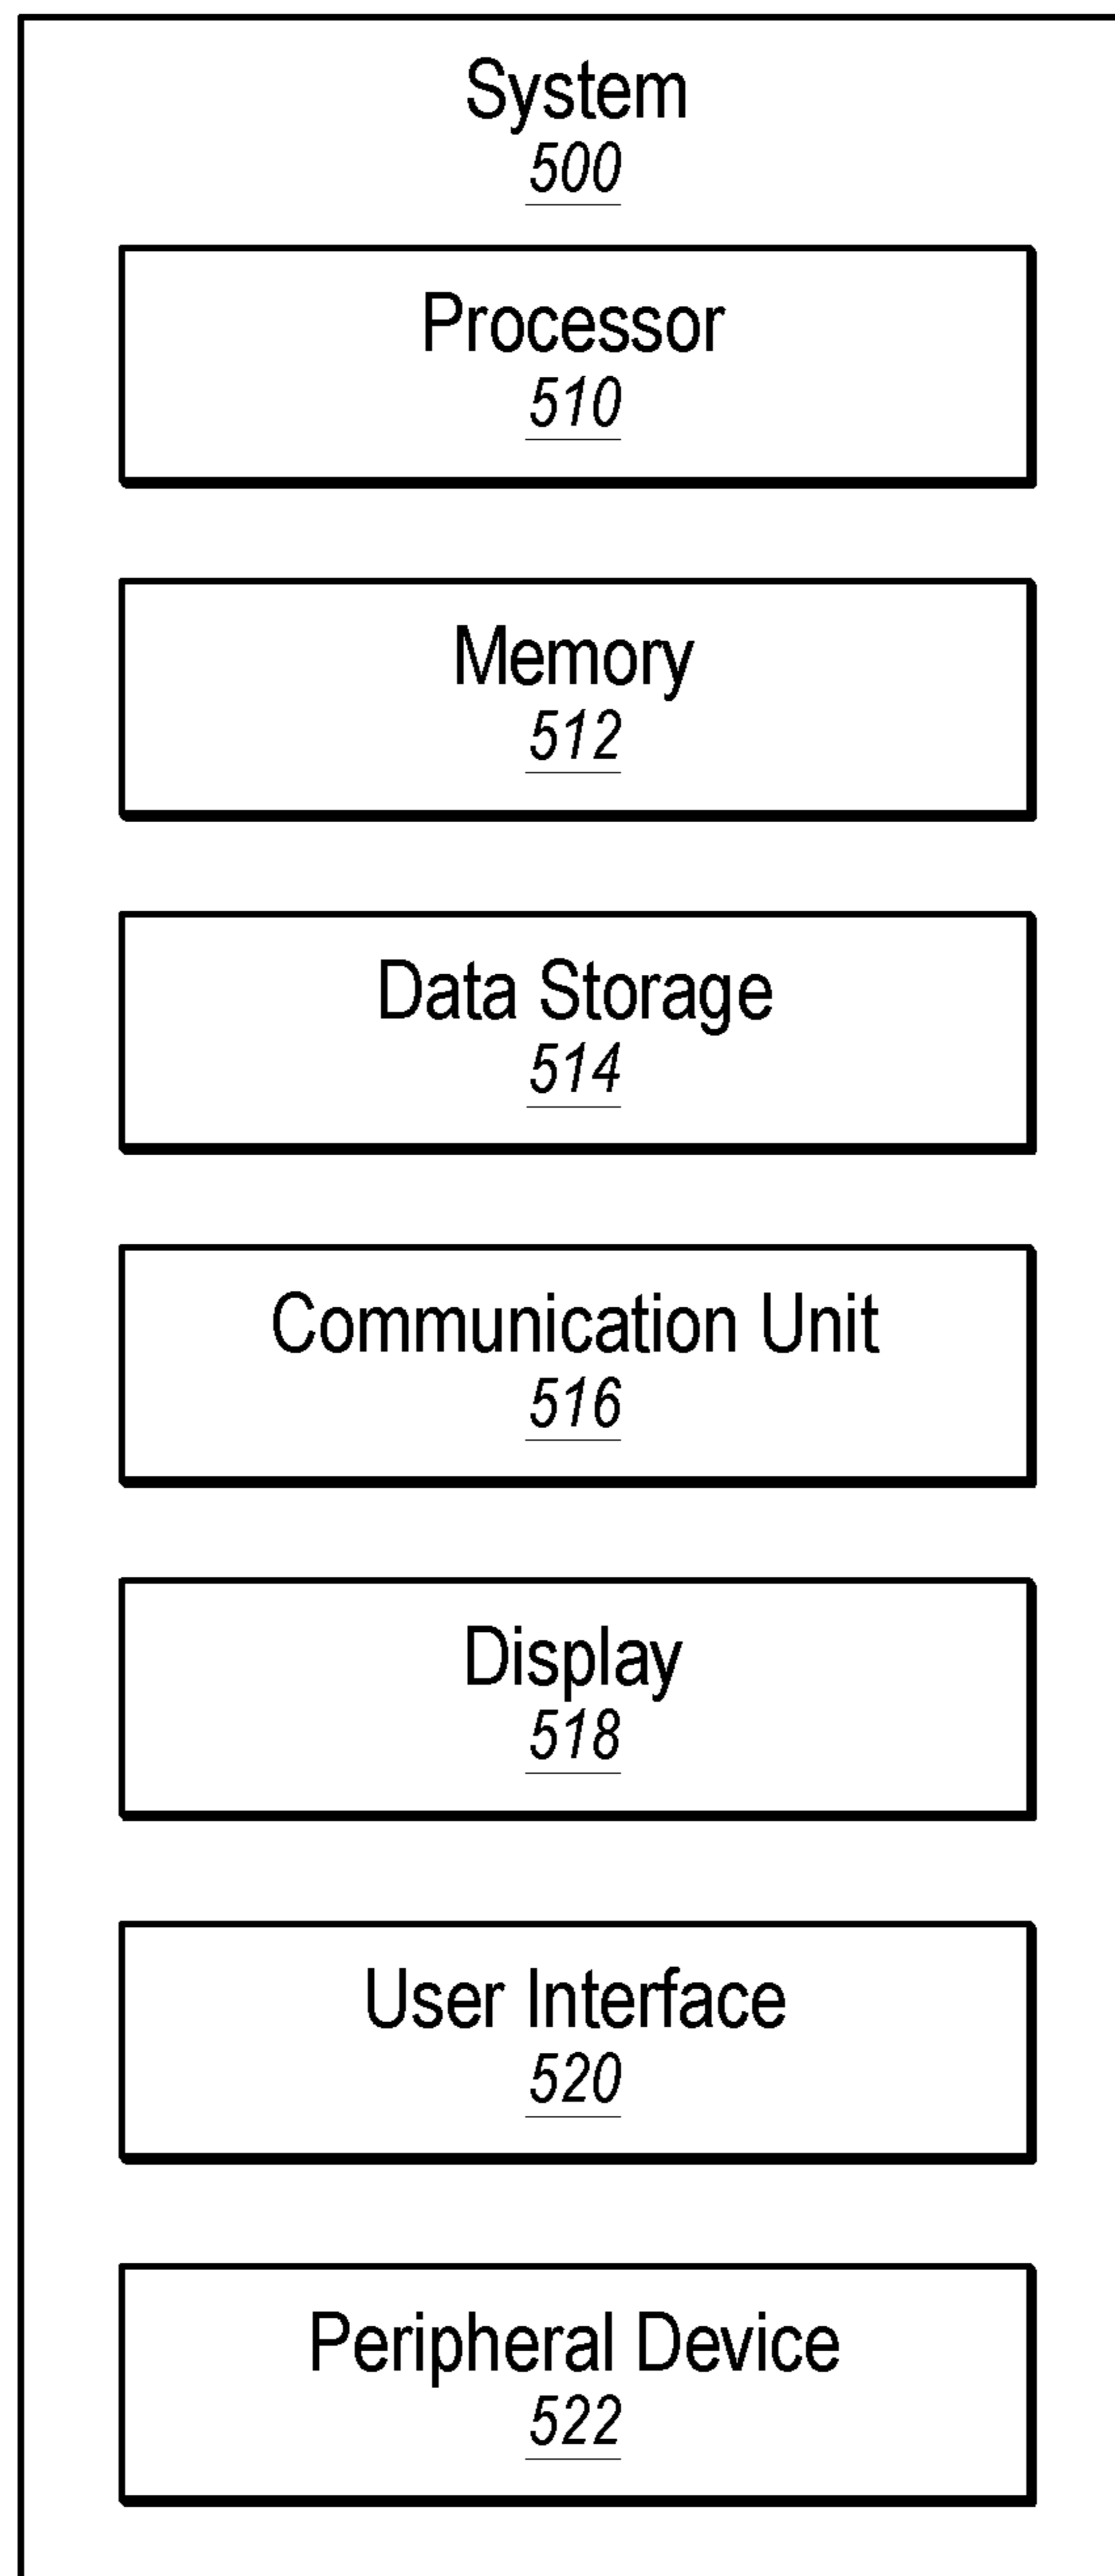 System
500
Processor
510
Memory
512
Data Storage
514
Communication Unit
516
Display
518
User Interface
520
Peripheral Device
522